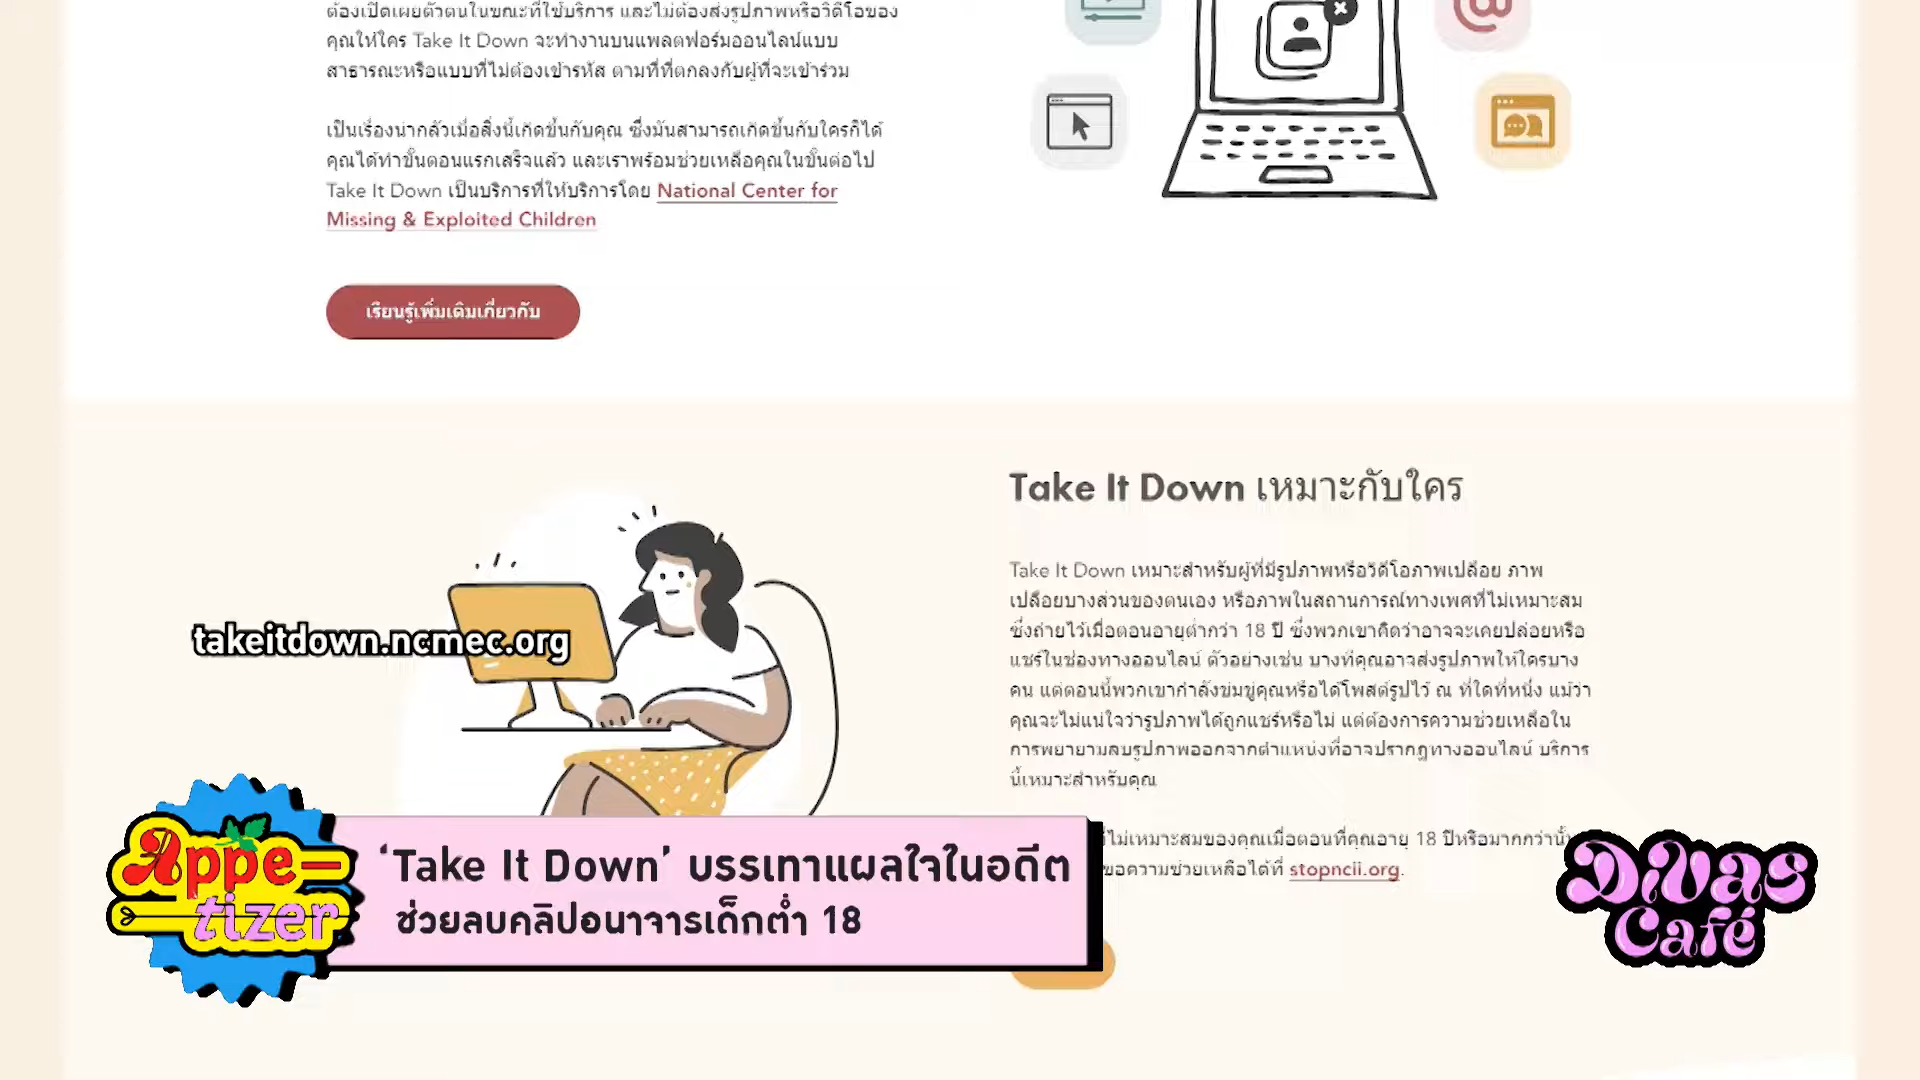 ต้องเปิดเผยตัวตนในขณะที่ใช้บริการ และไม่ต้องส่งรูปภาพหรือวิดีโอของ
คุณให้ใคร Take It Down จะทำงานบนแพลตฟอร์มออนไลน์แบบ
สาธารณะหรือแบบที่ไม่ต้องเข้ารหัส ตามที่ที่ตกลงกับผู้ที่จะเข้าร่วม
เป็นเรื่องน่ากลัวเมื่อสิ่งนี้เกิดขึ้นกับคุณ ซึ่งมันสามารถเกิดขึ้นกับใครก็ได้
คุณได้ทำขั้นตอนแรกเสร็จแล้ว และเราพร้อมช่วยเหลือคุณในขั้นต่อไป
Take It Down เป็นบริการที่ให้บริการโดย National Center for
Missing & Exploited Children
เรียนรู้เพิ่มเติมเกี่ยวกับ
Take It Down เหมาะกับใคร
Take It Down เหมาะสำหรับผู้ที่มีรูปภาพหรือวิดีโอภาพเปลือย ภาพ
เปลือยบางส่วนของตนเอง หรือภาพในสถานการณ์ทางเพศที่ไม่เหมาะสม
ซึ่งถ่ายไว้เมื่อตอนอายุต่ำกว่า 18 ปี ซึ่งพวกเขาคิดว่าอาจจะเคยปล่อยหรือ
แชร์ในช่องทางออนไลน์ ตัวอย่างเช่น บางทีคุณอาจส่งรูปภาพให้ใครบาง
คน แต่ตอนนี้พวกเขากำลังข่มขู่คุณหรือได้โพสต์รูปไว้ ณ ที่ใดที่หนึ่ง แม้ว่า
คุณจะไม่แน่ใจว่ารูปภาพได้ถูกแชร์หรือไม่ แต่ต้องการความช่วยเหลือใน
การพยายามลบรูปภาพออกจากตำแหน่งที่อาจปรากฏทางออนไลน์ บริการ
นี้เหมาะสำหรับคุณ
ไม่เหมาะสมของคุณเมื่อตอนที่คุณอายุ 18 ปีหรือมากกว่านั้น
ขอความช่วยเหลือได้ที่ stopncii.org.
takeitdown.ncmec.org
Appe-
tizer
'Take It Down' บรรเทาแผลใจในอดีต
ช่วยลบคลิปอนาจารเด็กต่ำ 18
Divas
Café